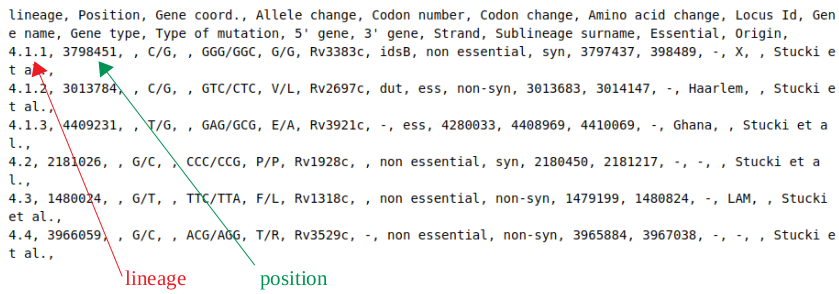 lineage, Position, Gene coord., Allele change, Codon number, Codon change, Amino acid change, Locus Id, Gen
e name, Gene type, Type of mutation, 5' gene, 3' gene, Strand, Sublineage surname, Essential, Origin,
4.1.1, 3798451, , C/G, , GGG/GGC, G/G, Rv3383c, idsB, non essential, syn, 3797437, 398489, -, X, , Stucki e
t al.,
4.1.2, 3013784, , C/G, , GTC/CTC, V/L, Rv2697c, dut, ess, non-syn, 3013683, 3014147, -, Haarlem, , Stucki e
t al.,
4.1.3, 4409231, , T/G, , GAG/GCG, E/A, Rv3921c, -, ess, 4280033, 4408969, 4410069, -, Ghana, , Stucki et a
l.,
4.2, 2181026, , G/C, , CCC/CCG, P/P, Rv1928c, , non essential, syn, 2180450, 2181217, -, -, , Stucki et a
l.,
4.3, 1480024, , G/T, , TTC/TTA, F/L, Rv1318c, , non essential, non-syn, 1479199, 1480824, -, LAM, , Stucki
et al.,
4.4, 3966059, , G/C, , ACG/AGG, T/R, Rv3529c, -, non essential, non-syn, 3965884, 3967038, -, -, , Stucki e
t al.,
lineage
position